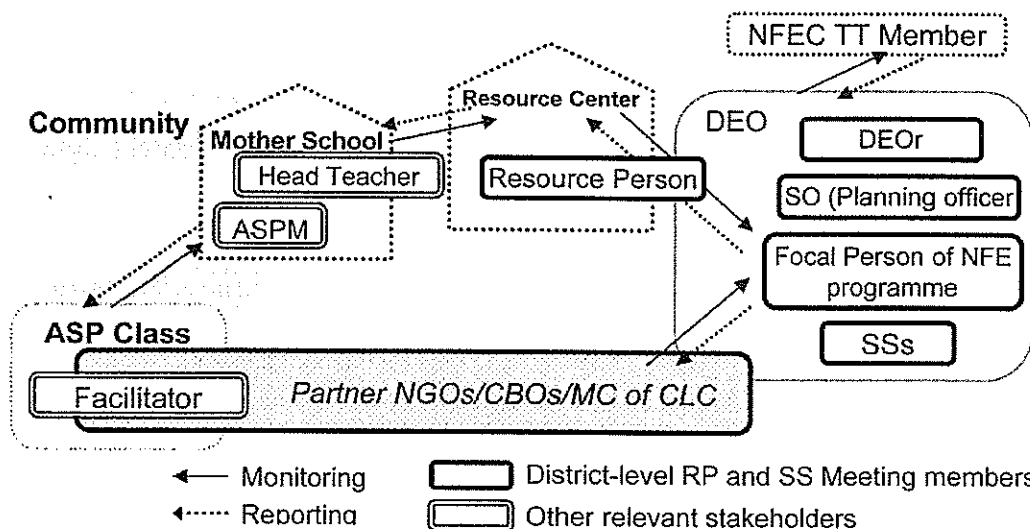 NFEC TT Member
Resource Center
DEO
Community
Mother School
DEOr
Head Teacher
Resource Person
SO (Planning officer
ASPM
Focal Person of NFE
programme
ASP Class
SSs
Facilitator
Partner NGOs/CBOs/MC of CLC
Monitoring
District-level RP and SS Meeting members
Reporting
Other relevant stakeholders